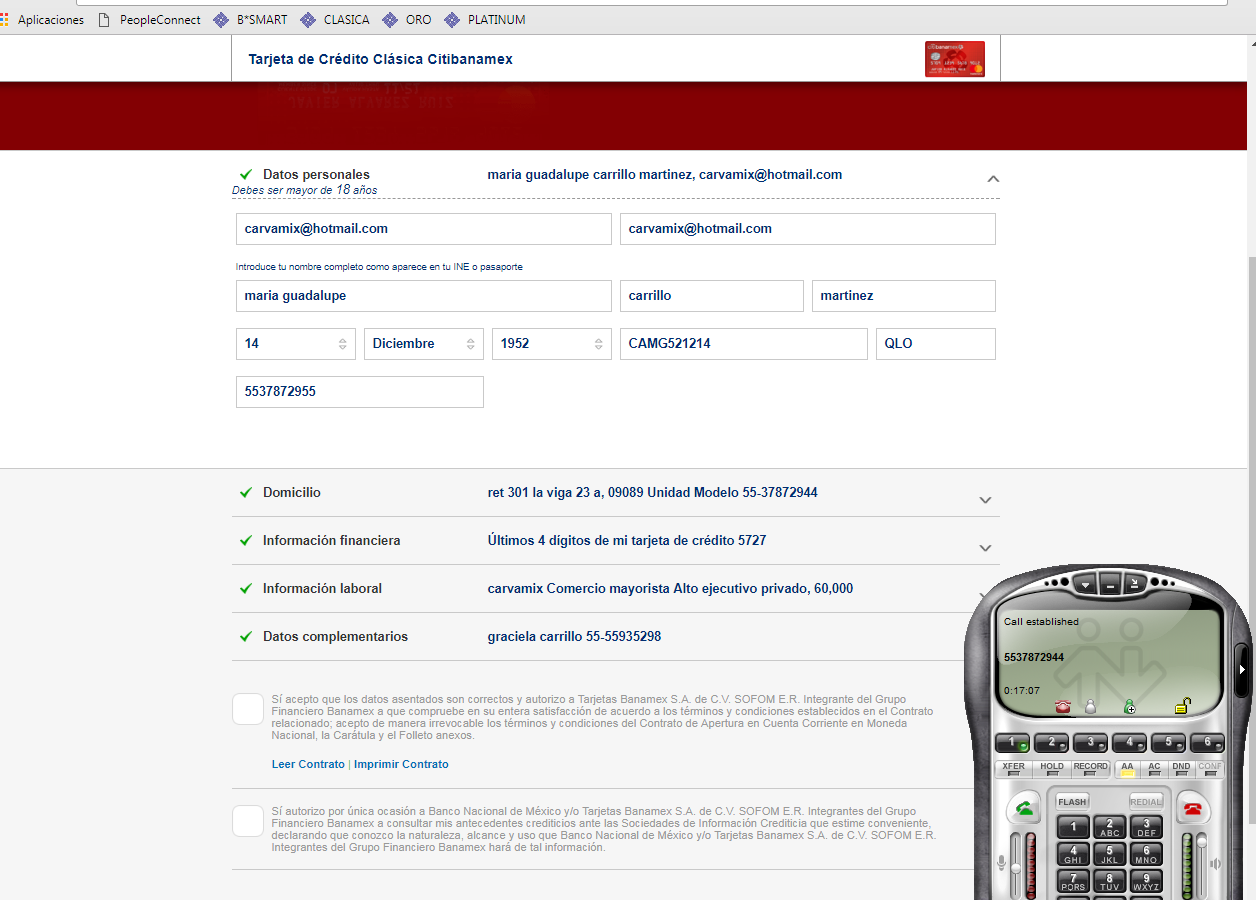 Aplicaciones PeopleConnect B*SMART CLASICA ORO PLATINUM
Tarjeta de Crédito Clásica Citibanamex
Datos personales maria guadalupe carrillo martinez, carvamix@hotmail.com
Debes ser mayor de 18 años
carvamix@hotmail.com carvamix@hotmail.com
Introduce tu nombre completo como aparece en tu INE o pasaporte
maria guadalupe carrillo martinez
14 Diciembre 1952 CAMG521214 QLO
5537872955
Domicilio ret 301 la viga 23 a, 09089 Unidad Modelo 55-37872944
Información financiera Últimos 4 dígitos de mi tarjeta de crédito 5727
Información laboral carvamix Comercio mayorista Alto ejecutivo privado, 60,000
Datos complementarios graciela carrillo 55-55935298
Sí acepto que los datos asentados son correctos y autorizo a Tarjetas Banamex S.A. de C.V. SOFOM E.R. Integrante del Grupo
Financiero Banamex a que compruebe en su entera satisfacción de acuerdo a los términos y condiciones establecidos en el Contrato
relacionado; acepto de manera irrevocable los términos y condiciones del Contrato de Apertura en Cuenta Corriente en Moneda
Nacional, la Carátula y el Folleto anexos.
Leer Contrato | Imprimir Contrato
Sí autorizo por única ocasión a Banco Nacional de México y/o Tarjetas Banamex S.A. de C.V. SOFOM E.R. Integrantes del Grupo
Financiero Banamex a consultar mis antecedentes crediticios ante las Sociedades de Información Crediticia que estime conveniente,
declarando que conozco la naturaleza, alcance y uso que Banco Nacional de México y/o Tarjetas Banamex S.A. de C.V. SOFOM E.R.
Integrantes del Grupo Financiero Banamex hará de tal información.
Call established
5537872944
0:17:07
1 2 3 4 5 6
XFER HOLD RECORD AA AC DND CONF
FLASH REDIAL
1 2 ABC 3 DEF
4 GHI 5 JKL 6 MNO
7 PQRS 8 TUV 9 WXYZ